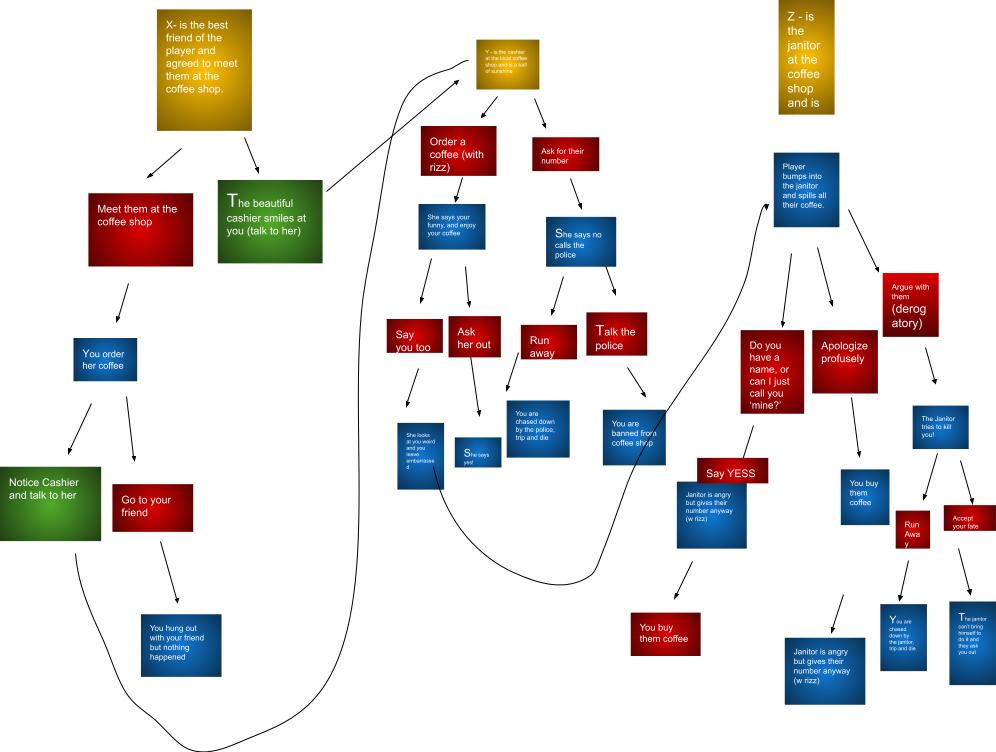 X- is the best
friend of the
player and
agreed to meet
them at the
coffee shop.
Y - is the cashier
at the local coffee
shop and is a ball
of sunshine
Z - is
the
janitor
at the
coffee
shop
and is
Meet them at the
coffee shop
The beautiful
cashier smiles at
you (talk to her)
Order a
coffee (with
rizz)
Ask for their
number
Player
bumps into
the janitor
and spills all
their coffee.
She says your
funny, and enjoy
your coffee
She says no
calls the
police
Argue with
them
(derog
atory)
You order
her coffee
Say
you too
Ask
her out
Run
away
Talk the
police
Do you
have a
name, or
can I just
call you
‘mine?’
Apologize
profusely
The Janitor
tries to kill
you!
Notice Cashier
and talk to her
Go to your
friend
She looks
at you weird
and you
leave
embarrasse
d
She says
yes!
You are
chased down
by the police,
trip and die
You are
banned from
coffee shop
Say YESS
Janitor is angry
but gives their
number anyway
(w rizz)
You buy
them
coffee
Run
Awa
y
Accept
your fate
You hung out
with your friend
but nothing
happened
You buy
them coffee
Janitor is angry
but gives their
number anyway
(w rizz)
You are
chased
down by
the janitor,
trip and die
The janitor
can't bring
himself to
do it and
they ask
you out